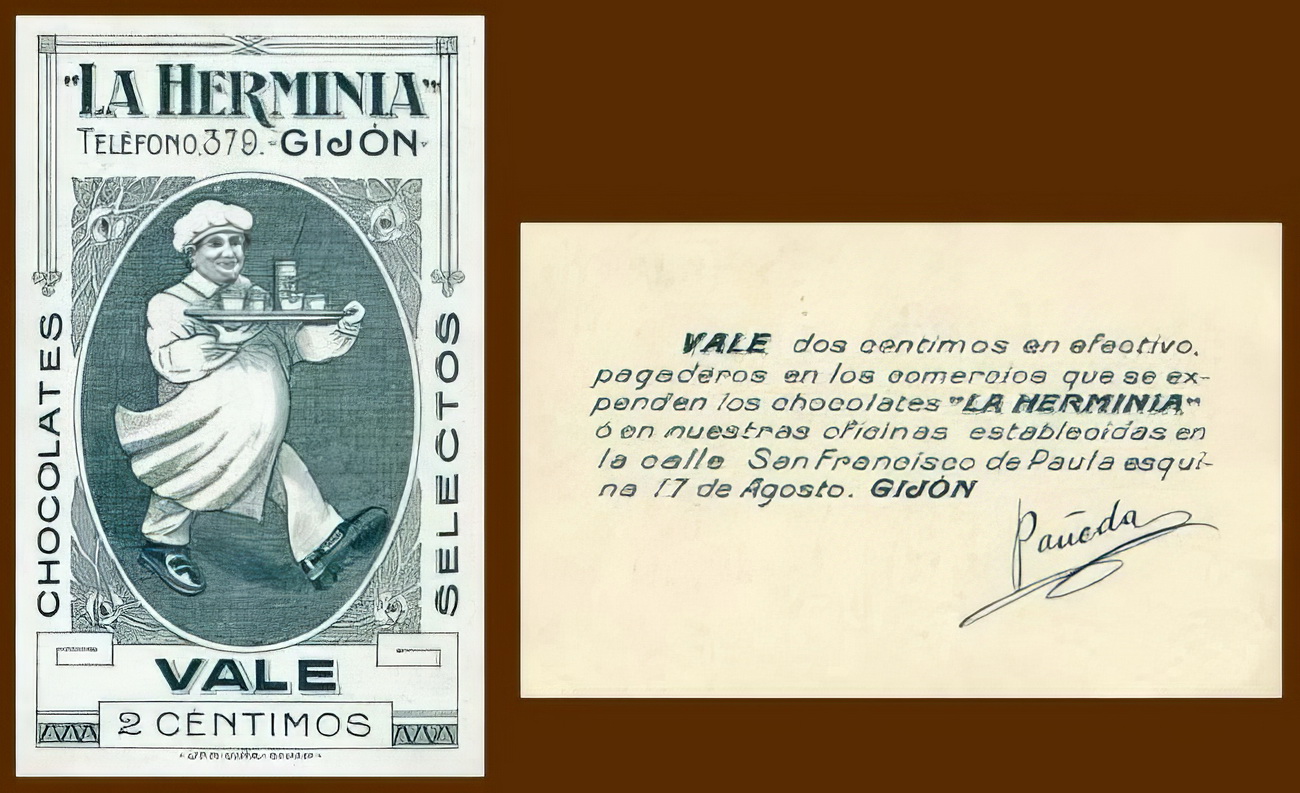 "LA HERMINIA"
TELÉFONO.379.-GIJÓN-
CHOCOLATES
SELECTOS
VALE
2 CÉNTIMOS
VALE dos centimos en efectivo,
pagaderos en los comercios que se ex-
penden los chocolates "LA HERMINIA"
ó en nuestras oficinas establecidas en
la calle San Francisco de Paula esqui-
na 17 de Agosto. GIJÓN
Pañeda